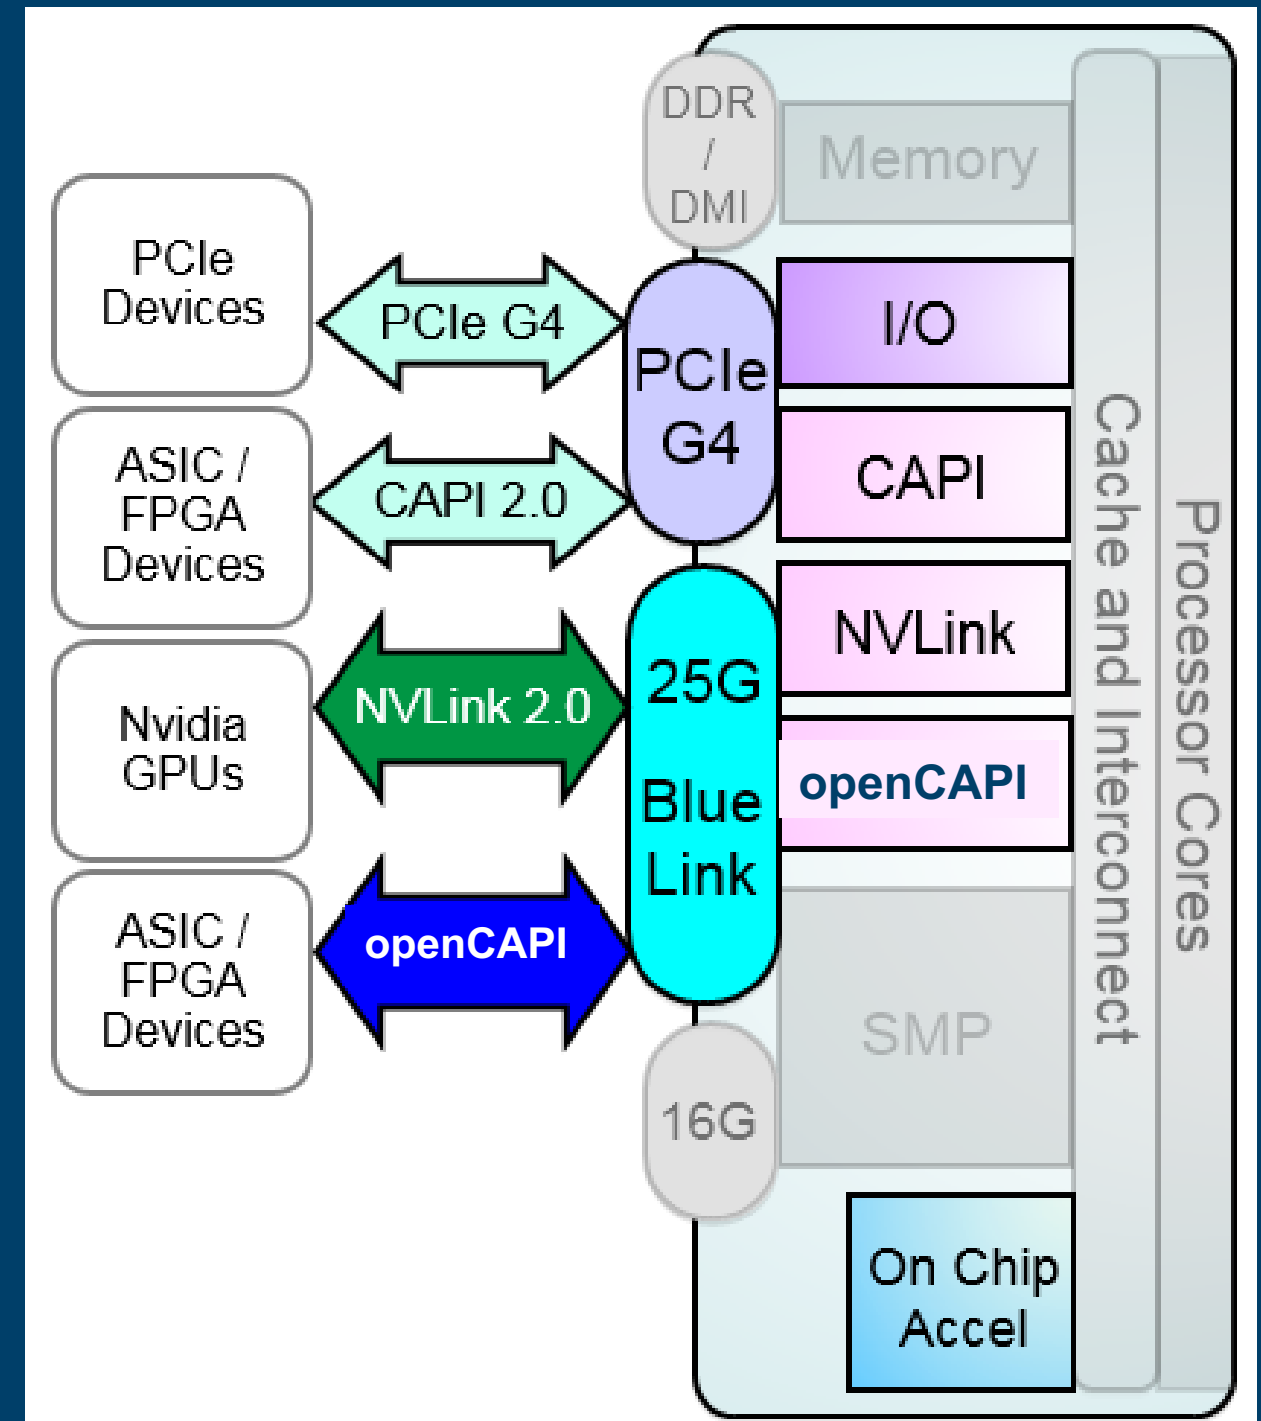 DDR
/
DMI
Memory
PCIe
Devices
PCIe G4
PCIe
G4
I/O
ASIC /
FPGA
Devices
CAPI 2.0
CAPI
Nvidia
GPUs
NVLink 2.0
25G
Blue
Link
NVLink
openCAPI
ASIC /
FPGA
Devices
openCAPI
16G
SMP
On Chip
Accel
Cache and Interconnect
Processor Cores